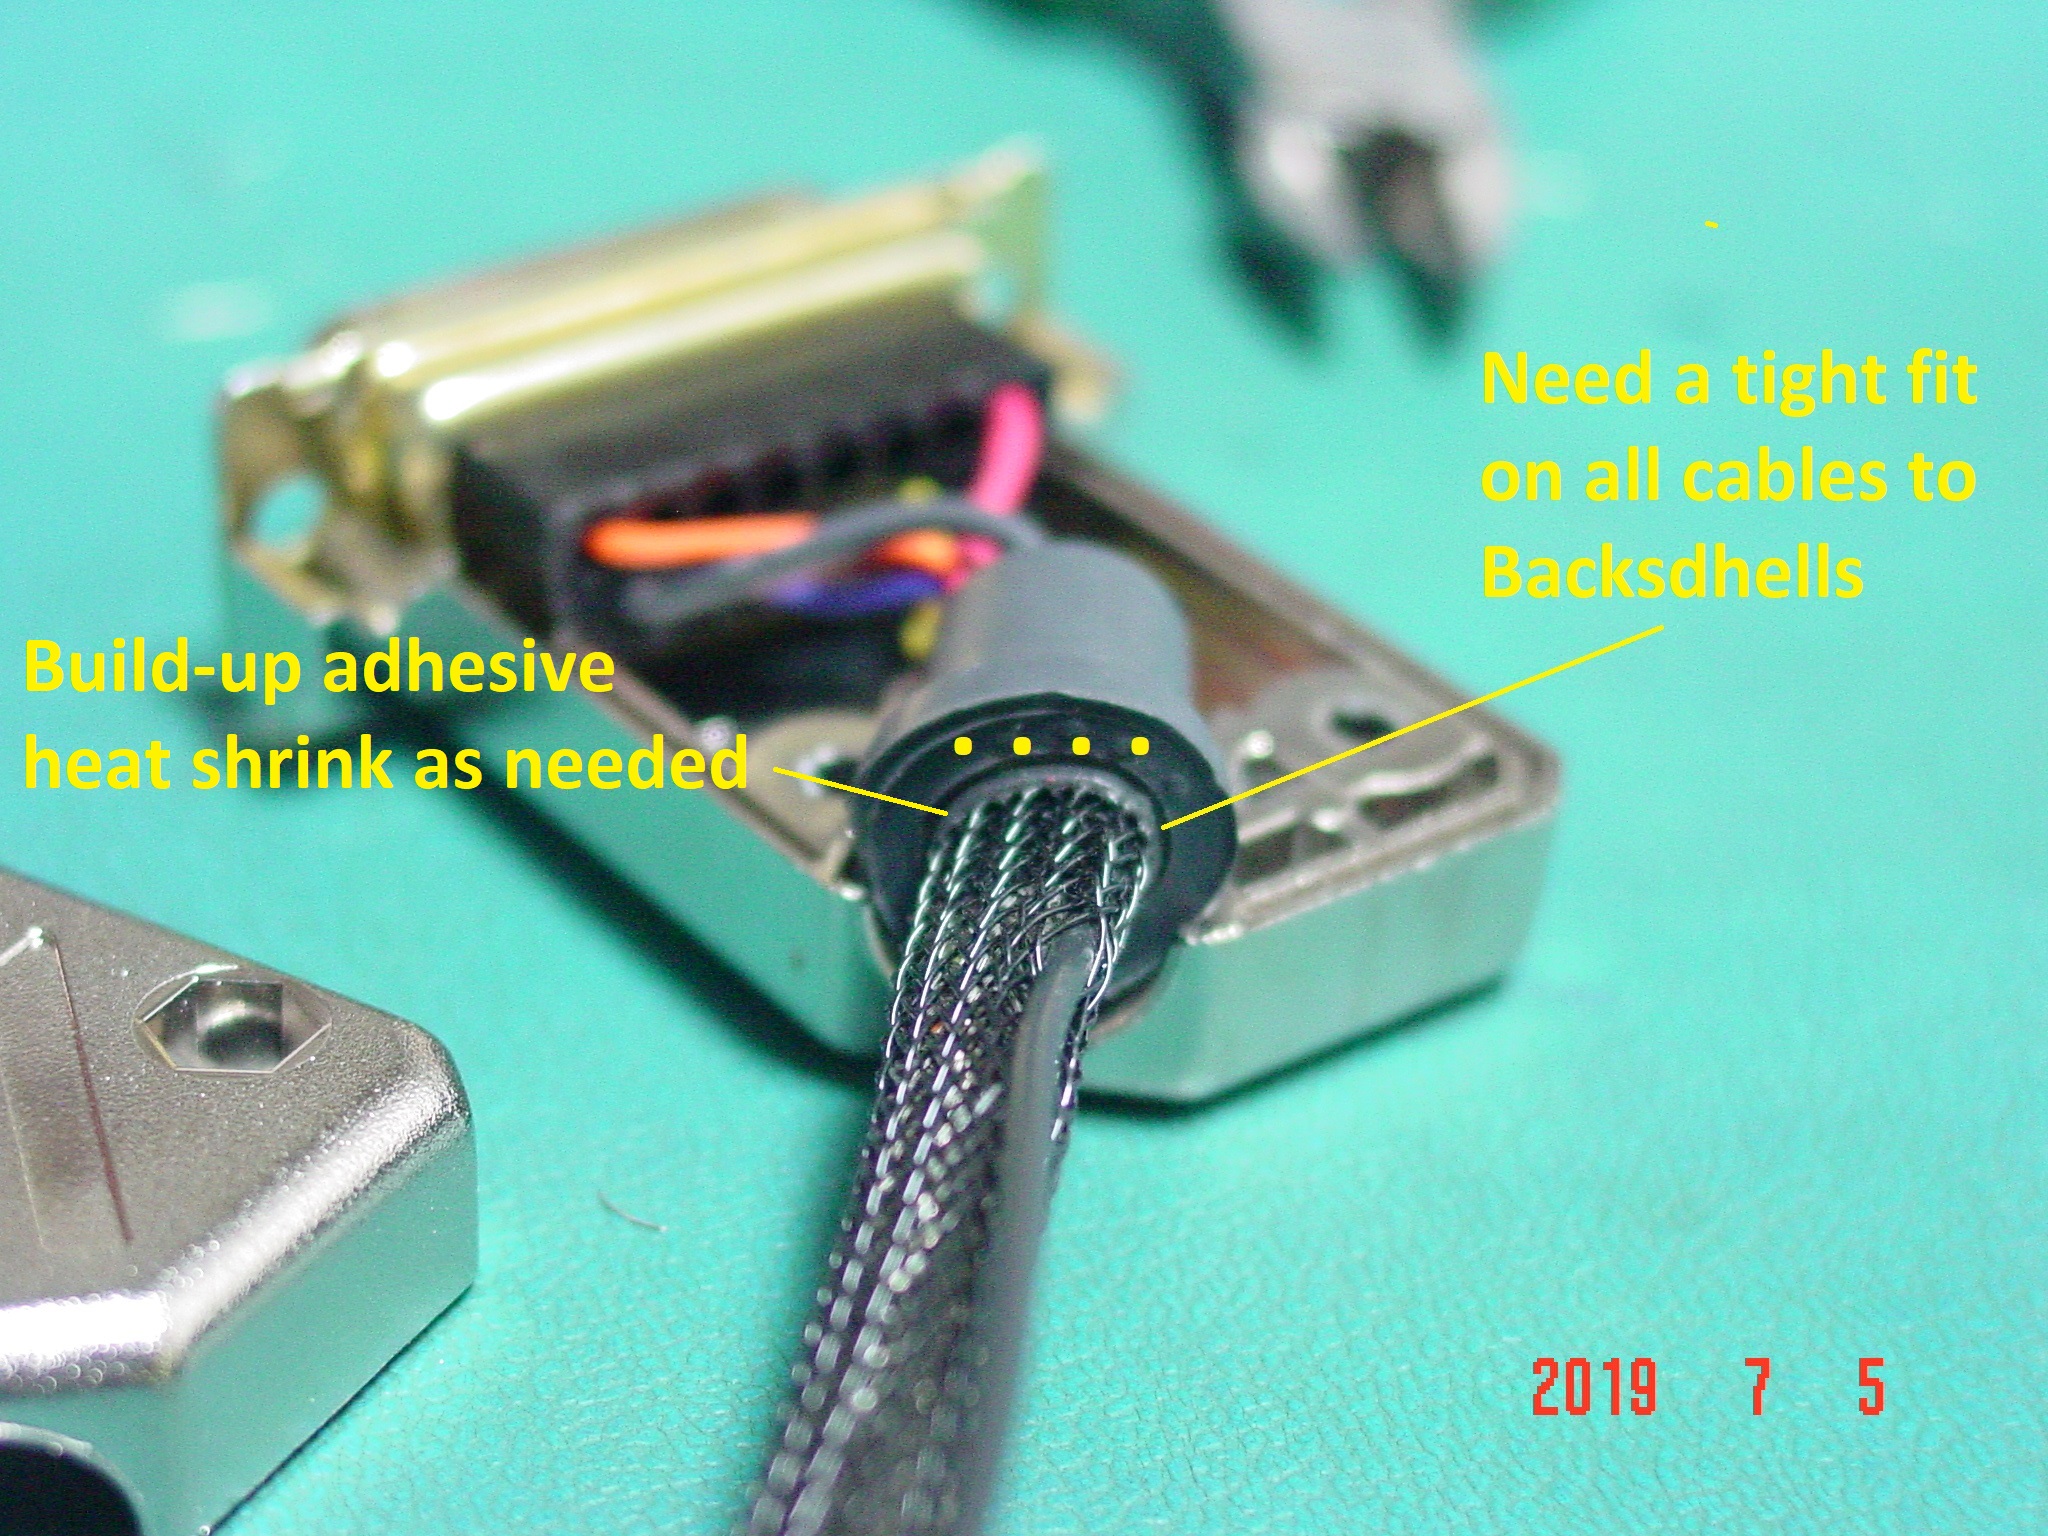 Need a tight fit
on all cables to
Backsdhells
Build-up adhesive
heat shrink as needed
2019 7 5